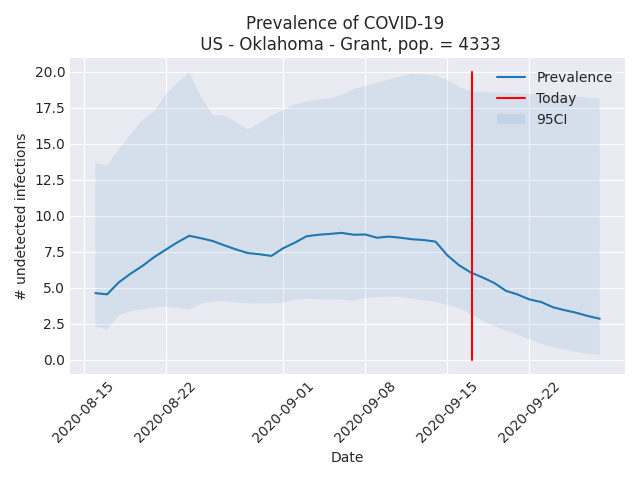 Prevalence of COVID-19
US - Oklahoma - Grant, pop. = 4333
20.0
17.5
15.0
12.5
10.0
7.5
5.0
2.5
0.0
# undetected infections
Prevalence
Today
95CI
2020-08-15
2020-08-22
2020-09-01
2020-09-08
2020-09-15
2020-09-22
Date